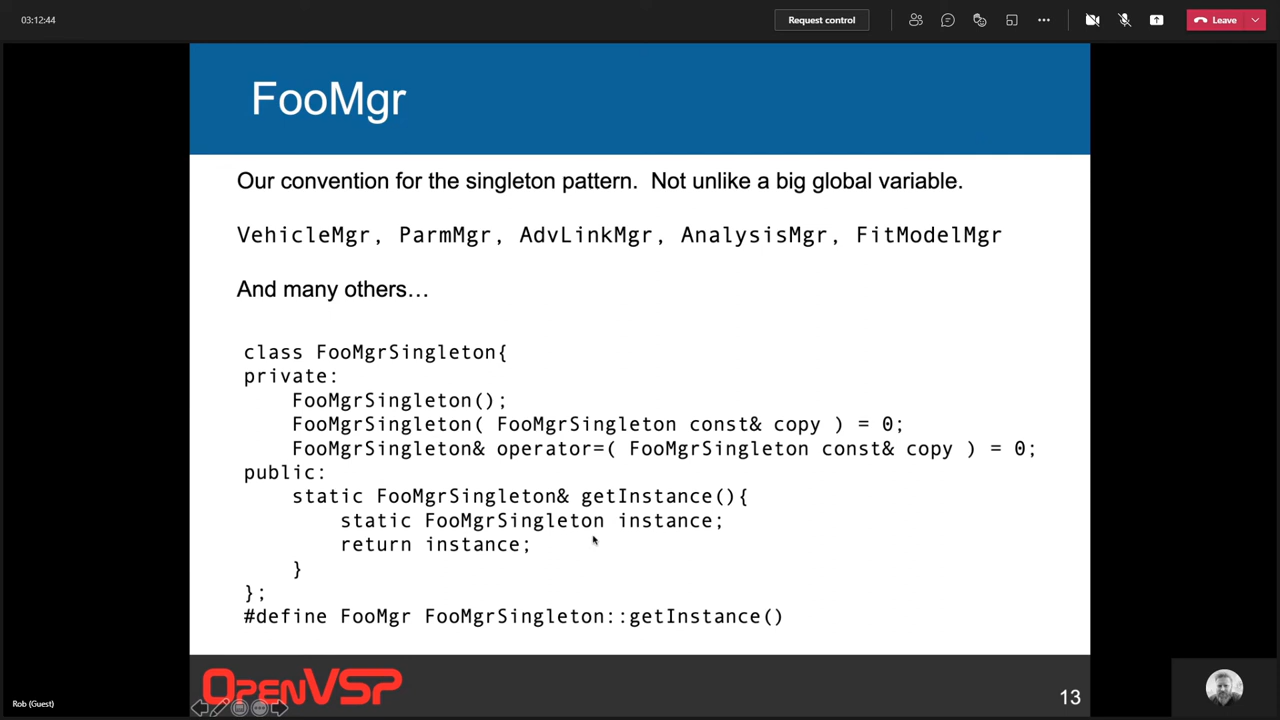 03:12:44
Request control
Leave
FooMgr
Our convention for the singleton pattern.  Not unlike a big global variable.
VehicleMgr, ParmMgr, AdvLinkMgr, AnalysisMgr, FitModelMgr
And many others…
class FooMgrSingleton{
private:
    FooMgrSingleton();
    FooMgrSingleton( FooMgrSingleton const& copy ) = 0;
    FooMgrSingleton& operator=( FooMgrSingleton const& copy ) = 0;
public:
    static FooMgrSingleton& getInstance(){
        static FooMgrSingleton instance;
        return instance;
    }
};
#define FooMgr FooMgrSingleton::getInstance()
OpenVSP
13
Rob (Guest)